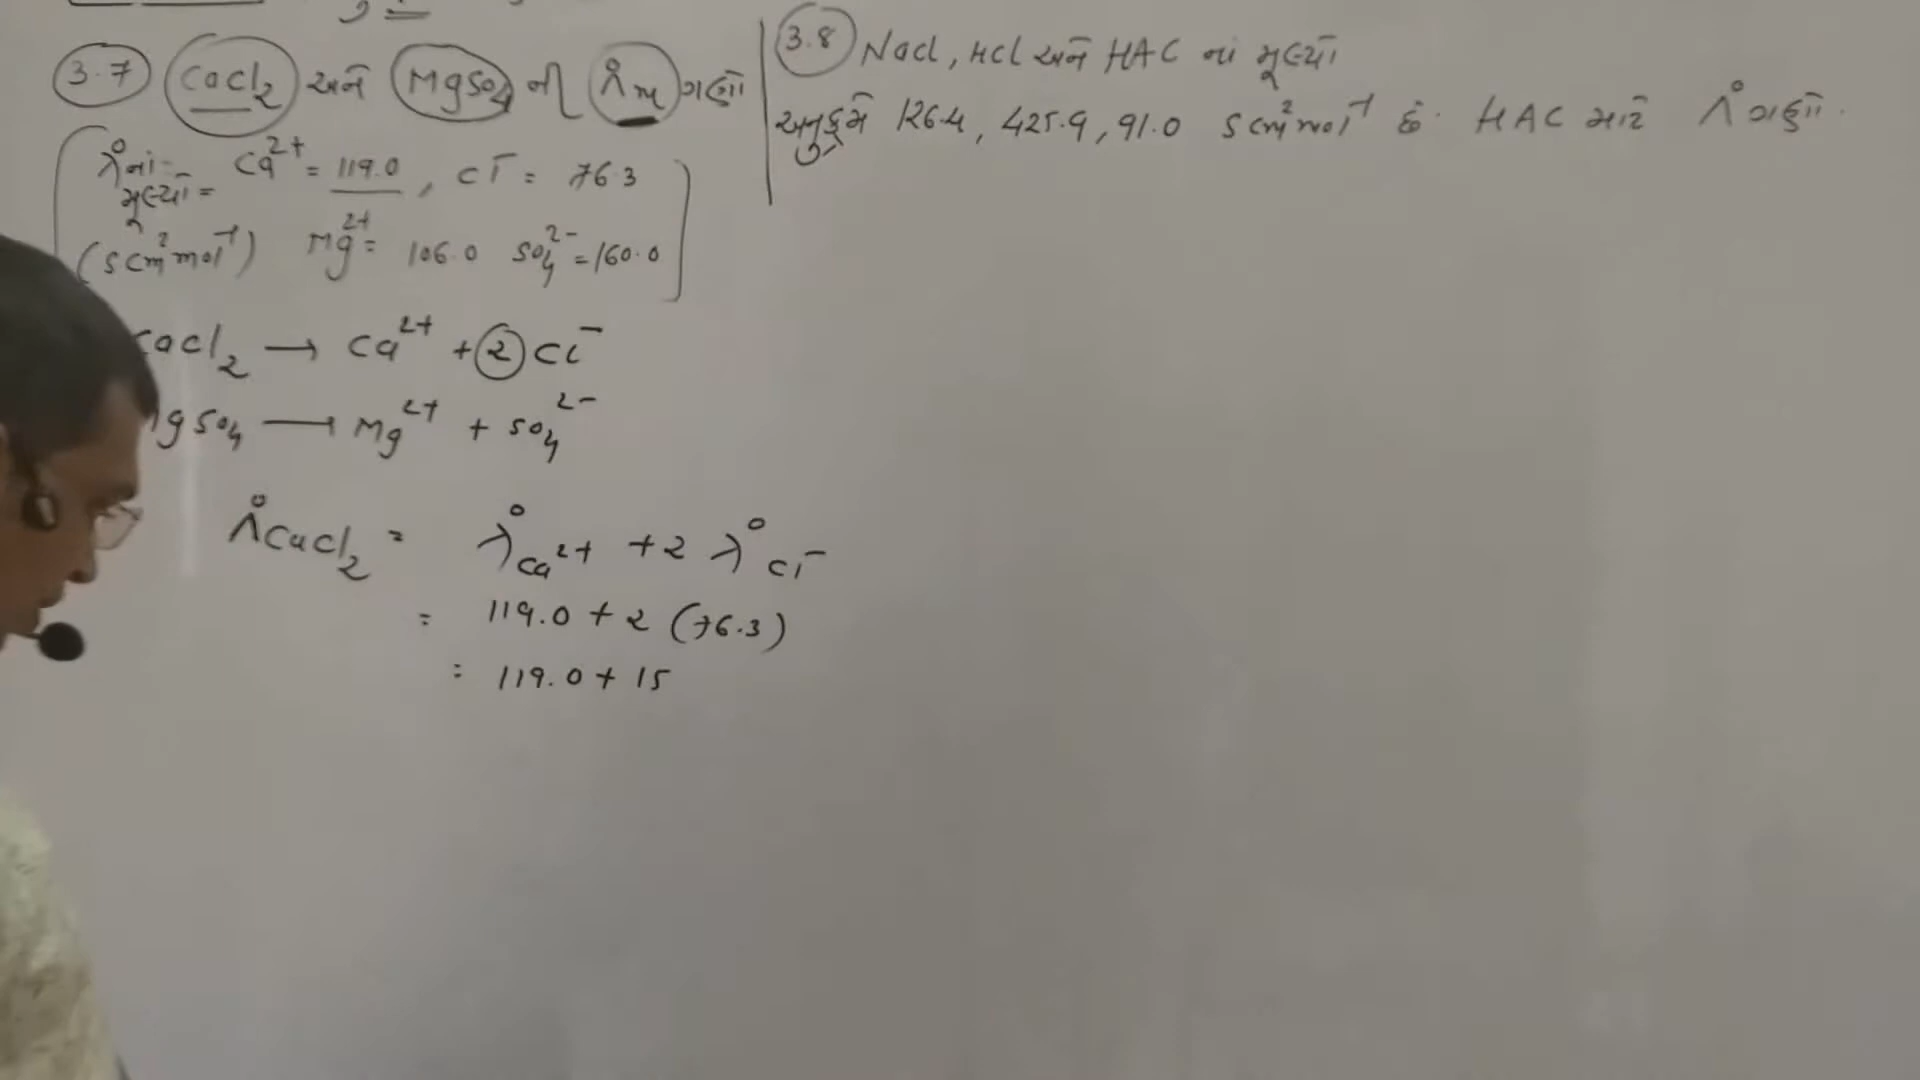 3.7 CaCl2 અને MgSO4 ની Λ°m ગણો
λ°નાં મૂલ્યો = Ca2+ = 119.0, Cl- = 76.3
(S cm2 mol-1) Mg2+ = 106.0 SO4 2- = 160.0
CaCl2 → Ca2+ + 2 Cl-
MgSO4 → Mg2+ + SO4 2-
Λ°CaCl2 = λ°Ca2+ + 2 λ°Cl-
= 119.0 + 2 (76.3)
= 119.0 + 15
3.8 NaCl, HCl અને HAC નાં મૂલ્યો
અનુક્રમે 126.4, 425.9, 91.0 S cm2 mol-1 છે. HAC માટે Λ° ગણો.